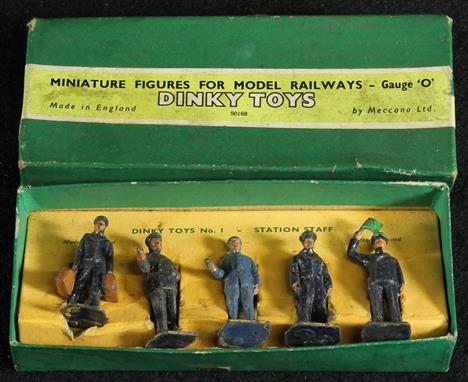 MINIATURE FIGURES FOR MODEL RAILWAYS – Gauge 'O'
DINKY TOYS
Made in England
50168
by Meccano Ltd.
DINKY TOYS No. 1 – STATION STAFF